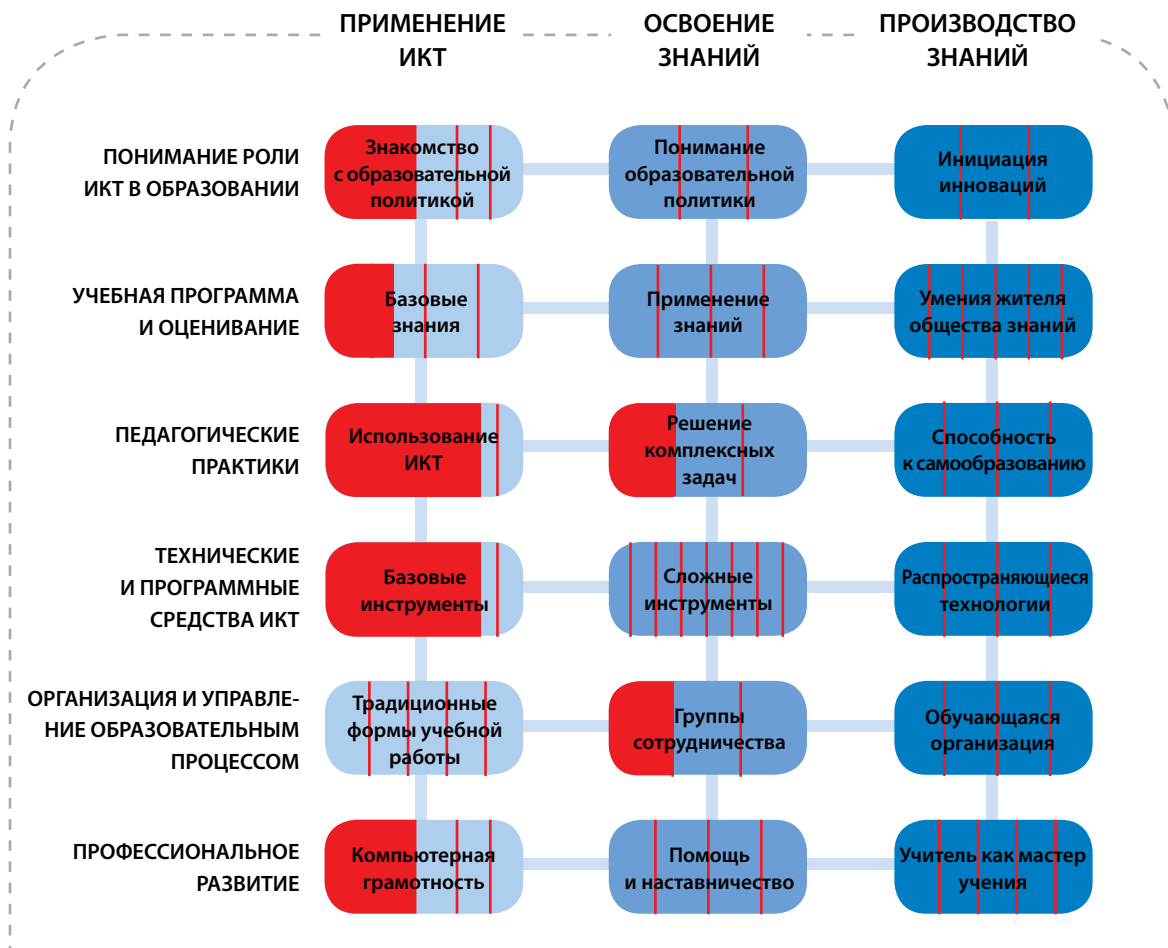 ПРИМЕНЕНИЕ
ИКТ
ОСВОЕНИЕ
ЗНАНИЙ
ПРОИЗВОДСТВО
ЗНАНИЙ
ПОНИМАНИЕ РОЛИ
ИКТ В ОБРАЗОВАНИИ
Знакомство
с образовательной
политикой
Понимание
образовательной
политики
Инициация
инноваций
УЧЕБНАЯ ПРОГРАММА
И ОЦЕНИВАНИЕ
Базовые
знания
Применение
знаний
Умения жителя
общества знаний
ПЕДАГОГИЧЕСКИЕ
ПРАКТИКИ
Использование
ИКТ
Решение
комплексных
задач
Способность
к самообразованию
ТЕХНИЧЕСКИЕ
И ПРОГРАММНЫЕ
СРЕДСТВА ИКТ
Базовые
инструменты
Сложные
инструменты
Распространяющиеся
технологии
ОРГАНИЗАЦИЯ И УПРАВЛЕ-
НИЕ ОБРАЗОВАТЕЛЬНЫМ
ПРОЦЕССОМ
Традиционные
формы учебной
работы
Группы
сотрудничества
Обучающаяся
организация
ПРОФЕССИОНАЛЬНОЕ
РАЗВИТИЕ
Компьютерная
грамотность
Помощь
и наставничество
Учитель как мастер
учения